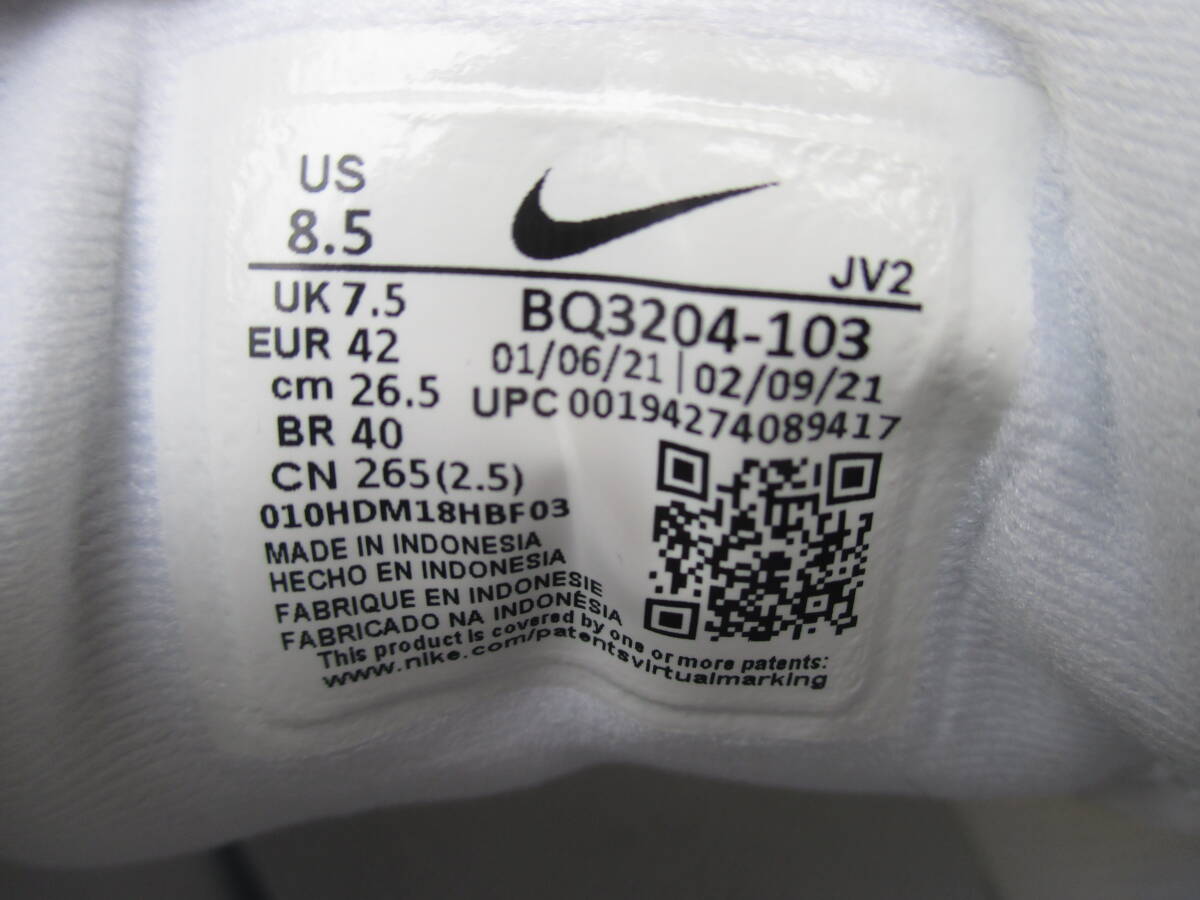 US
8.5
JV2
UK 7.5
EUR 42
cm 26.5
BR 40
CN 265(2.5)
BQ3204-103
01/06/21 | 02/09/21
UPC 00194274089417
010HDM18HBF03
MADE IN INDONESIA
HECHO EN INDONESIA
FABRIQUE EN INDONESIE
FABRICADO NA INDONÉSIA
This product is covered by one or more patents:
www.nike.com/patentsvirtualmarking